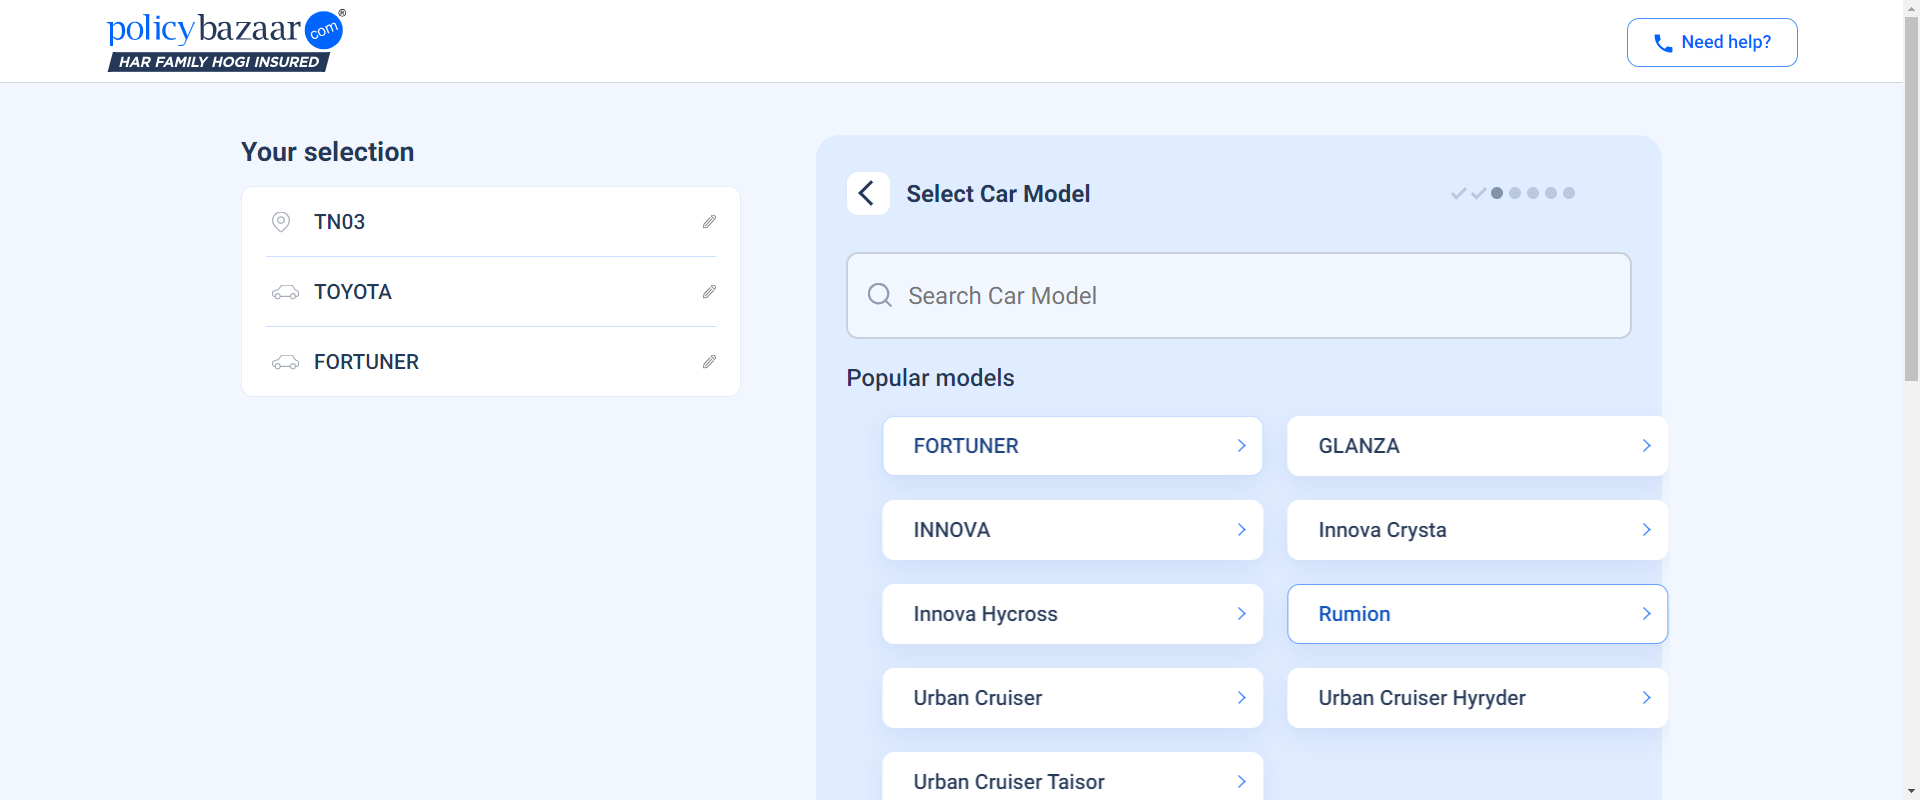 policybazaar.com®
HAR FAMILY HOGI INSURED
Need help?
Your selection
TN03
TOYOTA
FORTUNER
Select Car Model
Search Car Model
Popular models
FORTUNER
GLANZA
INNOVA
Innova Crysta
Innova Hycross
Rumion
Urban Cruiser
Urban Cruiser Hyryder
Urban Cruiser Taisor